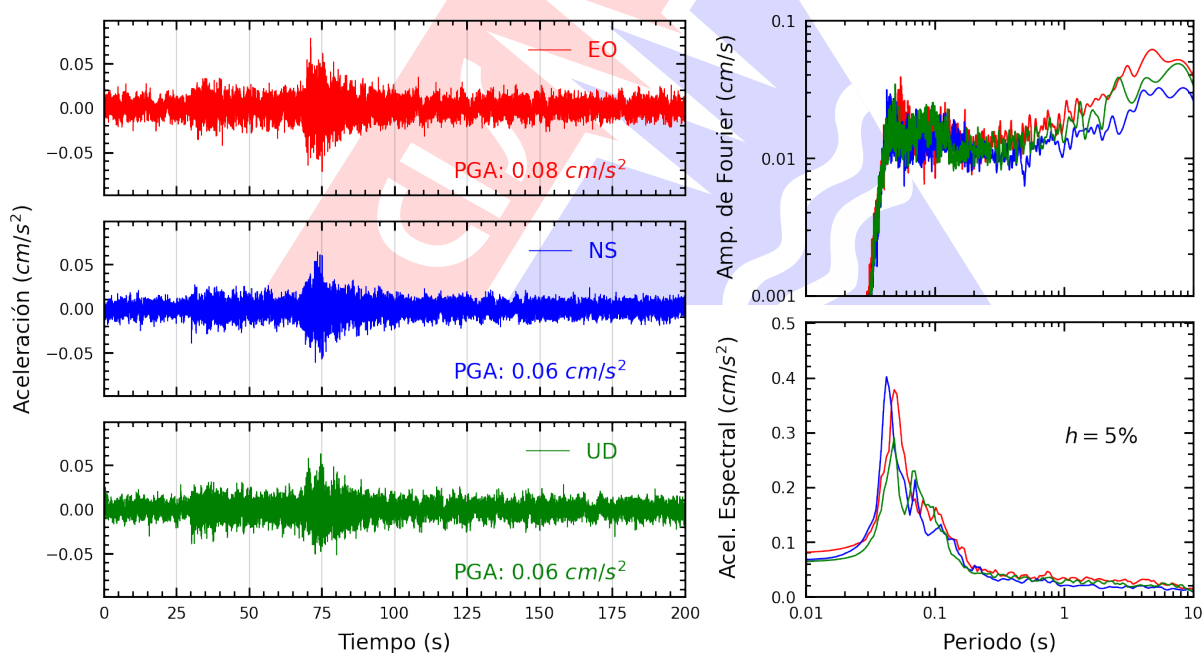 Aceleración (cm/s²)
0.05
0.00
−0.05
EO
PGA: 0.08 cm/s²
0.05
0.00
−0.05
NS
PGA: 0.06 cm/s²
0.05
0.00
−0.05
UD
PGA: 0.06 cm/s²
0 25 50 75 100 125 150 175 200
Tiempo (s)
Amp. de Fourier (cm/s)
0.1
0.01
0.001
Acel. Espectral (cm/s²)
0.5
0.4
0.3
0.2
0.1
0.0
h = 5%
0.01 0.1 1 10
Periodo (s)